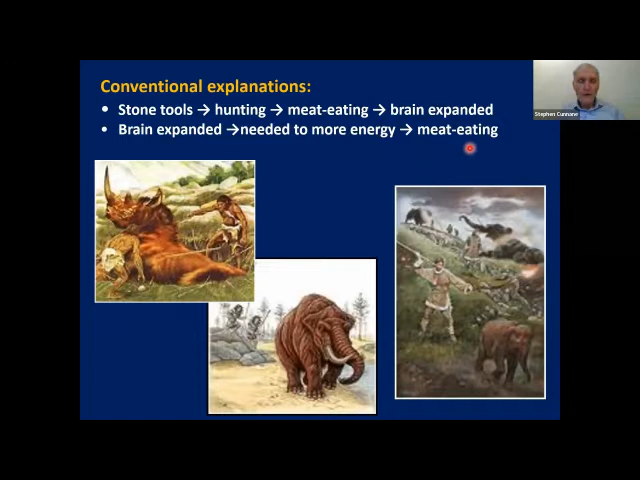 Conventional explanations:
• Stone tools → hunting → meat-eating → brain expanded
• Brain expanded →needed to more energy → meat-eating
Stephen Cunnane